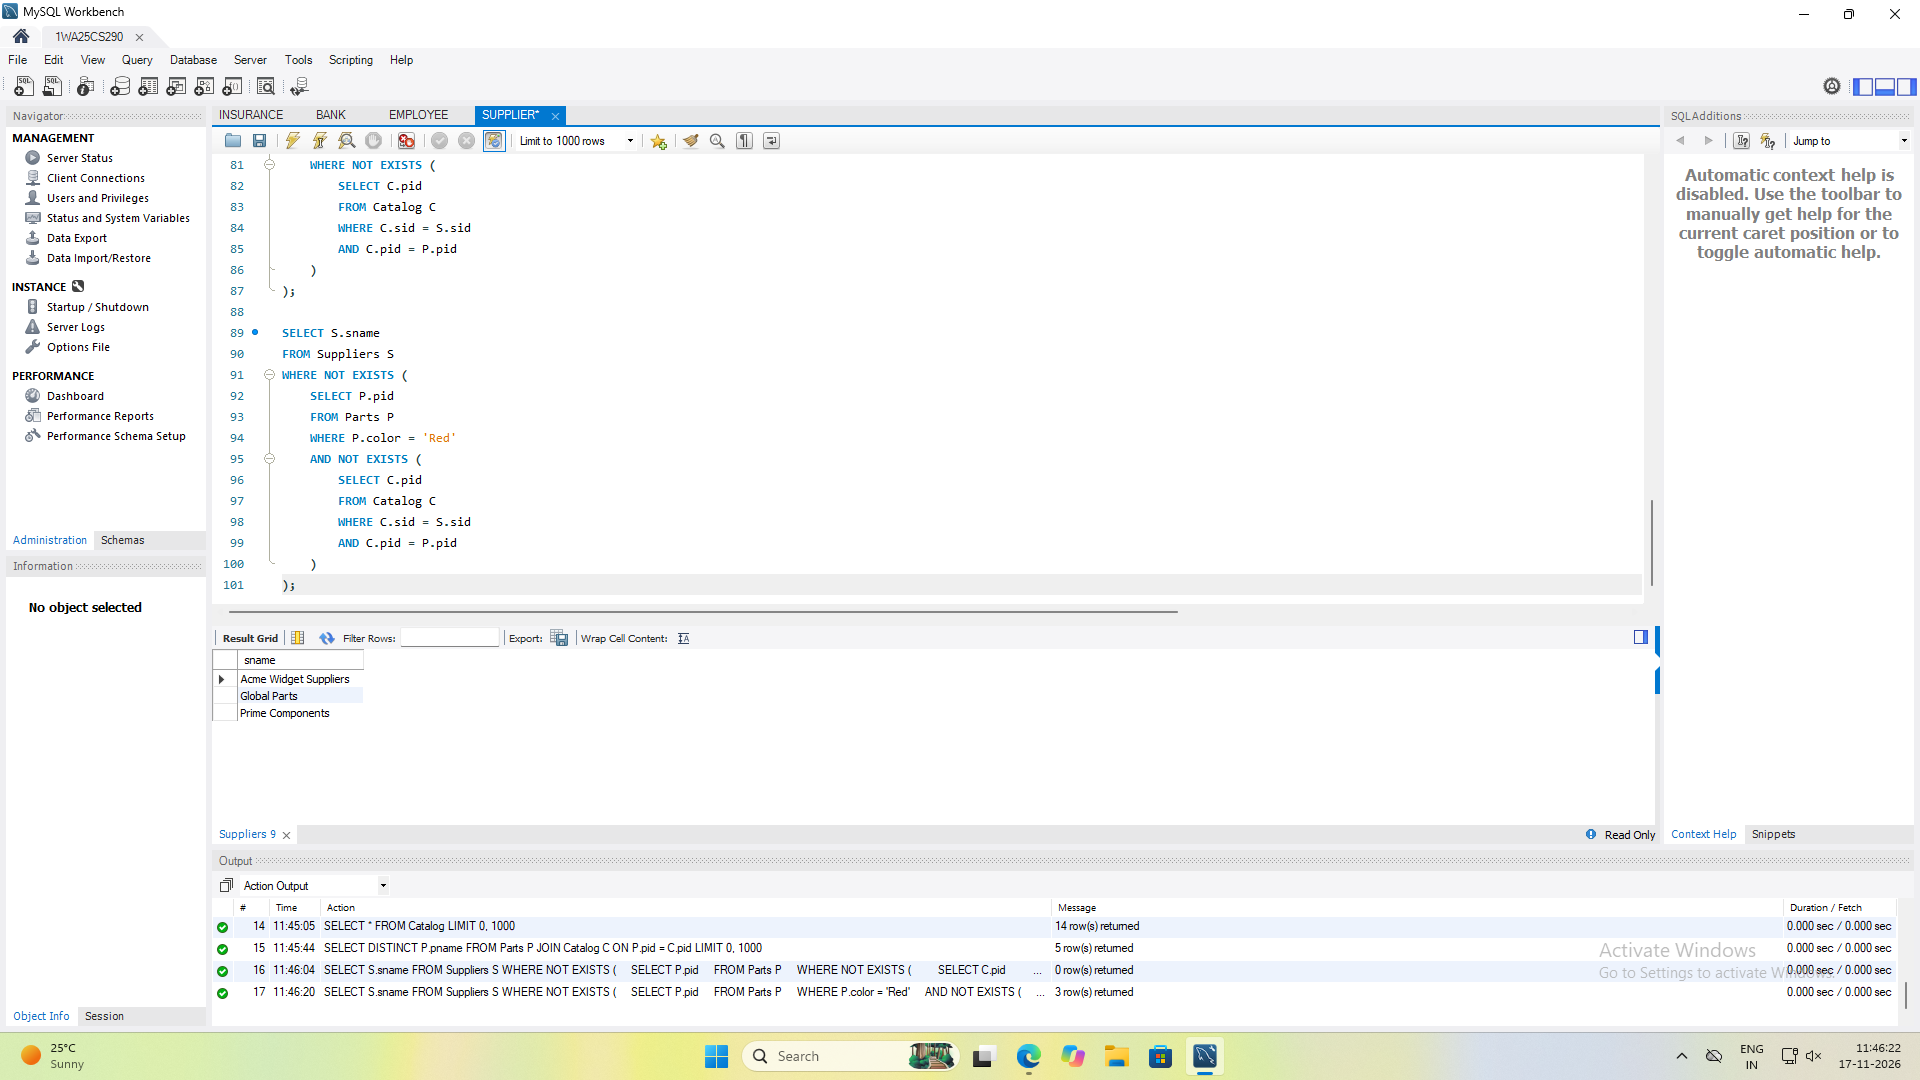 MySQL Workbench
1WA25CS290
File Edit View Query Database Server Tools Scripting Help
Navigator
MANAGEMENT
Server Status
Client Connections
Users and Privileges
Status and System Variables
Data Export
Data Import/Restore
INSTANCE
Startup / Shutdown
Server Logs
Options File
PERFORMANCE
Dashboard
Performance Reports
Performance Schema Setup
Administration Schemas
Information
No object selected
Object Info Session
INSURANCE BANK EMPLOYEE SUPPLIER*
Limit to 1000 rows
81 WHERE NOT EXISTS (
82 SELECT C.pid
83 FROM Catalog C
84 WHERE C.sid = S.sid
85 AND C.pid = P.pid
86 )
87 );
88
89 SELECT S.sname
90 FROM Suppliers S
91 WHERE NOT EXISTS (
92 SELECT P.pid
93 FROM Parts P
94 WHERE P.color = 'Red'
95 AND NOT EXISTS (
96 SELECT C.pid
97 FROM Catalog C
98 WHERE C.sid = S.sid
99 AND C.pid = P.pid
100 )
101 );
Result Grid Filter Rows: Export: Wrap Cell Content:
sname
Acme Widget Suppliers
Global Parts
Prime Components
Suppliers 9
Read Only
SQLAdditions
Jump to
Automatic context help is
disabled. Use the toolbar to
manually get help for the
current caret position or to
toggle automatic help.
Context Help Snippets
Output
Action Output
# Time Action Message Duration / Fetch
14 11:45:05 SELECT * FROM Catalog LIMIT 0, 1000 14 row(s) returned 0.000 sec / 0.000 sec
15 11:45:44 SELECT DISTINCT P.pname FROM Parts P JOIN Catalog C ON P.pid = C.pid LIMIT 0, 1000 5 row(s) returned 0.000 sec / 0.000 sec
16 11:46:04 SELECT S.sname FROM Suppliers S WHERE NOT EXISTS ( SELECT P.pid FROM Parts P WHERE NOT EXISTS ( SELECT C.pid ... 0 row(s) returned 0.000 sec / 0.000 sec
17 11:46:20 SELECT S.sname FROM Suppliers S WHERE NOT EXISTS ( SELECT P.pid FROM Parts P WHERE P.color = 'Red' AND NOT EXISTS ( ... 3 row(s) returned 0.000 sec / 0.000 sec
Activate Windows
Go to Settings to activate Windows.
25°C
Sunny
Search
ENG
IN
11:46:22
17-11-2026